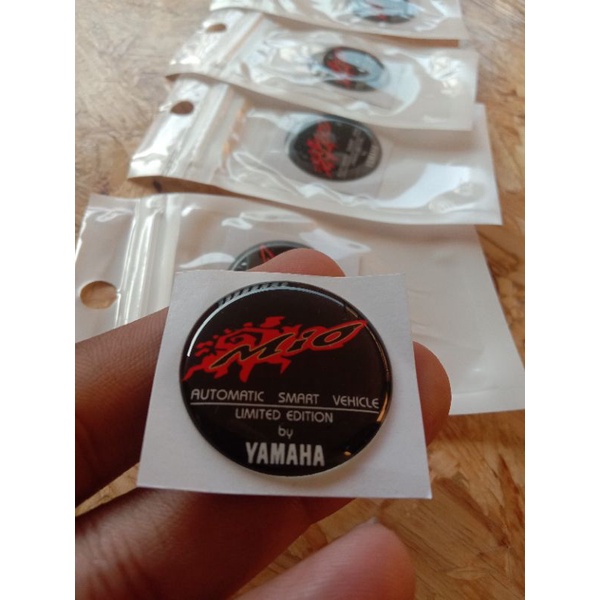 Mio
AUTOMATIC SMART VEHICLE
LIMITED EDITION
by
YAMAHA